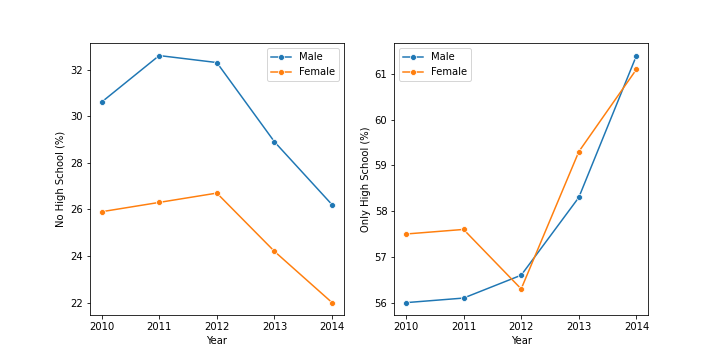 No High School (%)
32
30
28
26
24
22
2010 2011 2012 2013 2014
Year
Male
Female
Only High School (%)
61
60
59
58
57
56
2010 2011 2012 2013 2014
Year
Male
Female